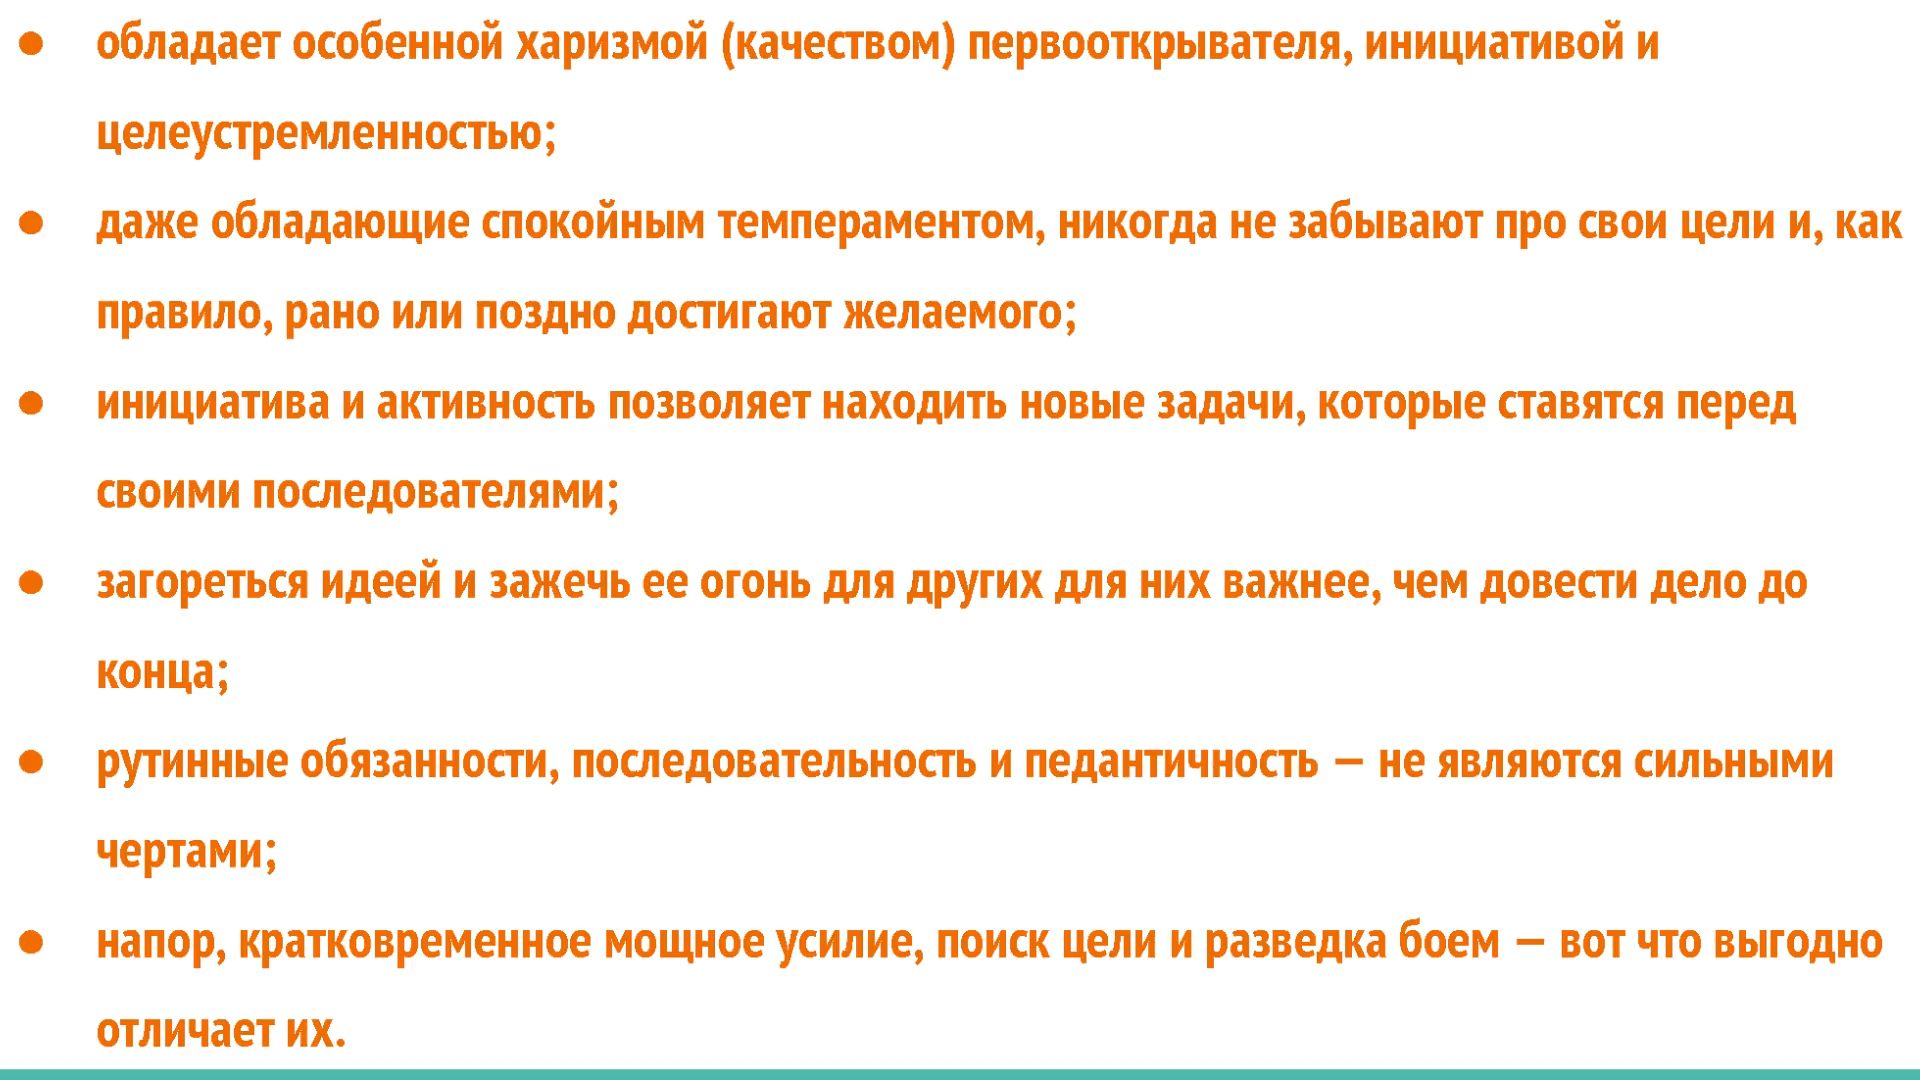 ● обладает особенной харизмой (качеством) первооткрывателя, инициативой и
целеустремленностью;
● даже обладающие спокойным темпераментом, никогда не забывают про свои цели и, как
правило, рано или поздно достигают желаемого;
● инициатива и активность позволяет находить новые задачи, которые ставятся перед
своими последователями;
● загореться идеей и зажечь ее огонь для других для них важнее, чем довести дело до
конца;
● рутинные обязанности, последовательность и педантичность — не являются сильными
чертами;
● напор, кратковременное мощное усилие, поиск цели и разведка боем — вот что выгодно
отличает их.